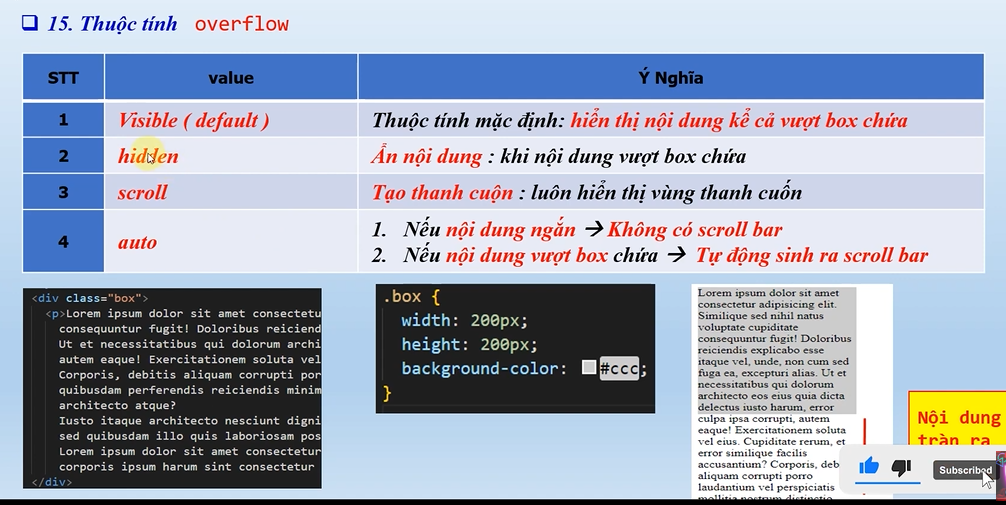 15. Thuộc tính overflow
STT value Ý Nghĩa
1 Visible ( default ) Thuộc tính mặc định: hiển thị nội dung kể cả vượt box chứa
2 hidden Ẩn nội dung : khi nội dung vượt box chứa
3 scroll Tạo thanh cuộn : luôn hiển thị vùng thanh cuốn
4 auto 1. Nếu nội dung ngắn → Không có scroll bar
2. Nếu nội dung vượt box chứa → Tự động sinh ra scroll bar
<div class="box">
<p>Lorem ipsum dolor sit amet consectetu
consequuntur fugit! Doloribus reiciend
Ut et necessitatibus qui dolorum archi
autem eaque! Exercitationem soluta vel
Corporis, debitis aliquam corrupti por
quibusdam perferendis reiciendis minim
architecto atque?
Iusto itaque architecto nesciunt digni
sed quibusdam illo quis laboriosam pos
Lorem ipsum dolor sit amet consectetur
corporis ipsum harum sint consectetur
</div>
.box {
width: 200px;
height: 200px;
background-color: #ccc;
}
Lorem ipsum dolor sit amet
consectetur adipisicing elit.
Similique sed nihil natus
voluptate cupiditate
consequuntur fugit! Doloribus
reiciendis explicabo esse
itaque vel, unde, non cum sed
fuga ea, excepturi alias. Ut et
necessitatibus qui dolorum
architecto eos eius quia dicta
delectus iusto harum, error
culpa ipsa corrupti, autem
eaque! Exercitationem soluta
vel eius. Cupiditate rerum, et
error similique facilis
accusantium? Corporis, deb
aliquam corrupti porro
laudantium vel perspiciatis
mollitia nostrum distinctio
Nội dung
tràn ra
Subscribed